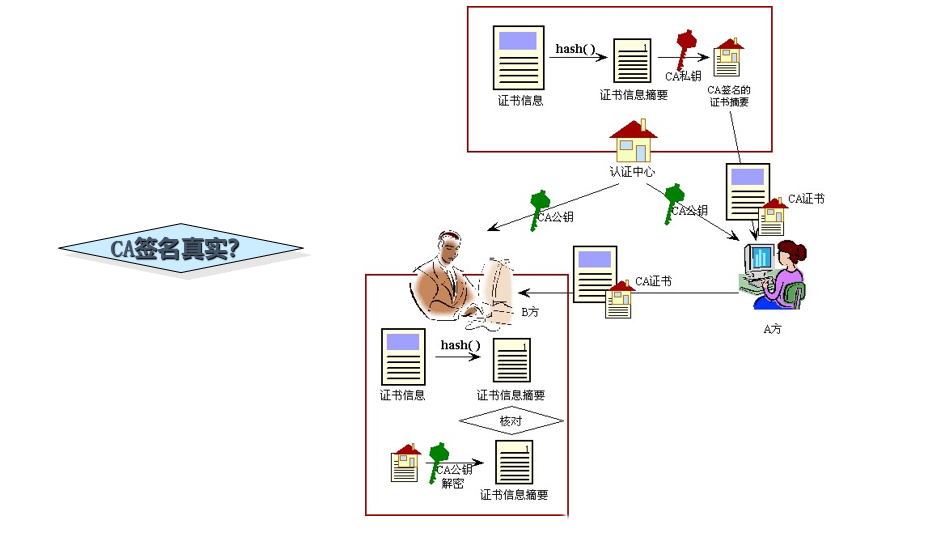 hash( )
1
CA私钥
证书信息
证书信息摘要
CA签名的
证书摘要
认证中心
CA公钥
CA公钥
CA证书
CA签名真实?
CA证书
B方
A方
hash( )
1
证书信息
证书信息摘要
核对
1
CA公钥
解密
证书信息摘要